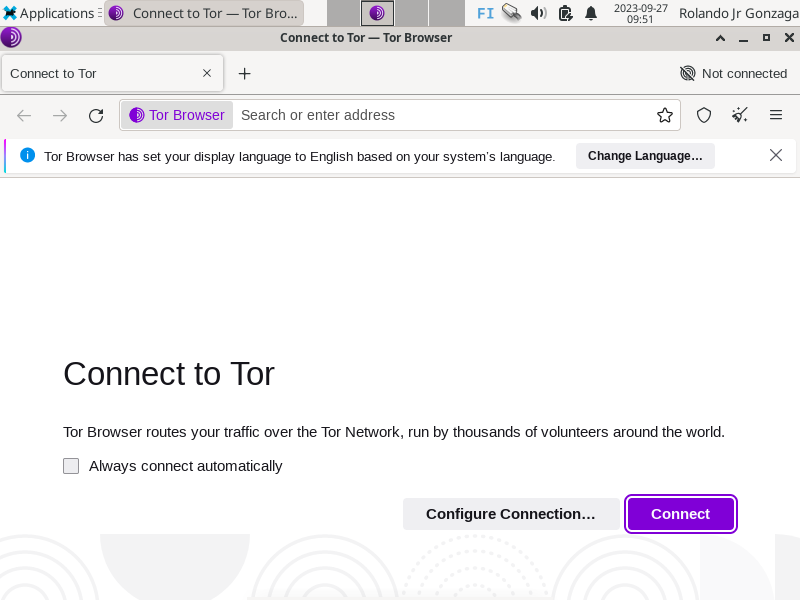 Applications
Connect to Tor — Tor Bro...
FI
2023-09-27
09:51
Rolando Jr Gonzaga
Connect to Tor — Tor Browser
Connect to Tor
Not connected
Tor Browser
Search or enter address
Tor Browser has set your display language to English based on your system's language.
Change Language...
Connect to Tor
Tor Browser routes your traffic over the Tor Network, run by thousands of volunteers around the world.
Always connect automatically
Configure Connection...
Connect